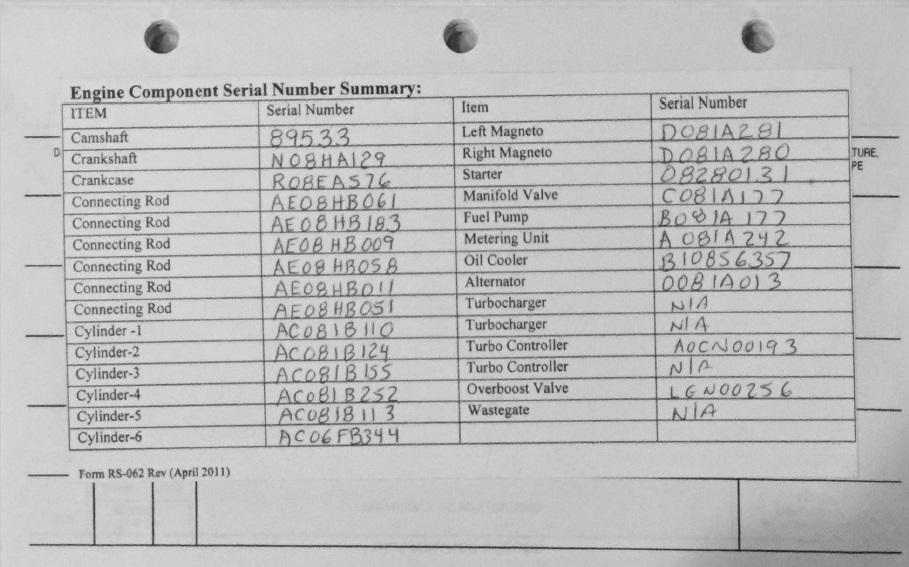 Engine Component Serial Number Summary:
ITEM Serial Number Item Serial Number
Camshaft 89533 Left Magneto D081A281
D Crankshaft N08HA129 Right Magneto D081A280 TURE,
Crankcase R08EA576 Starter 08280131 PE
Connecting Rod AE08HB061 Manifold Valve C081A177
Connecting Rod AE08HB183 Fuel Pump B081A177
Connecting Rod AE08HB009 Metering Unit A081A242
Connecting Rod AE08HB058 Oil Cooler B10856357
Connecting Rod AE08HB011 Alternator 0081A013
Connecting Rod AE08HB051 Turbocharger N/A
Cylinder -1 AC081B110 Turbocharger N/A
Cylinder-2 AC081B124 Turbo Controller A0CN00193
Cylinder-3 AC081B155 Turbo Controller N/A
Cylinder-4 AC081B252 Overboost Valve LGN00256
Cylinder-5 AC081B113 Wastegate N/A
Cylinder-6 AC06FB344
Form RS-062 Rev (April 2011)